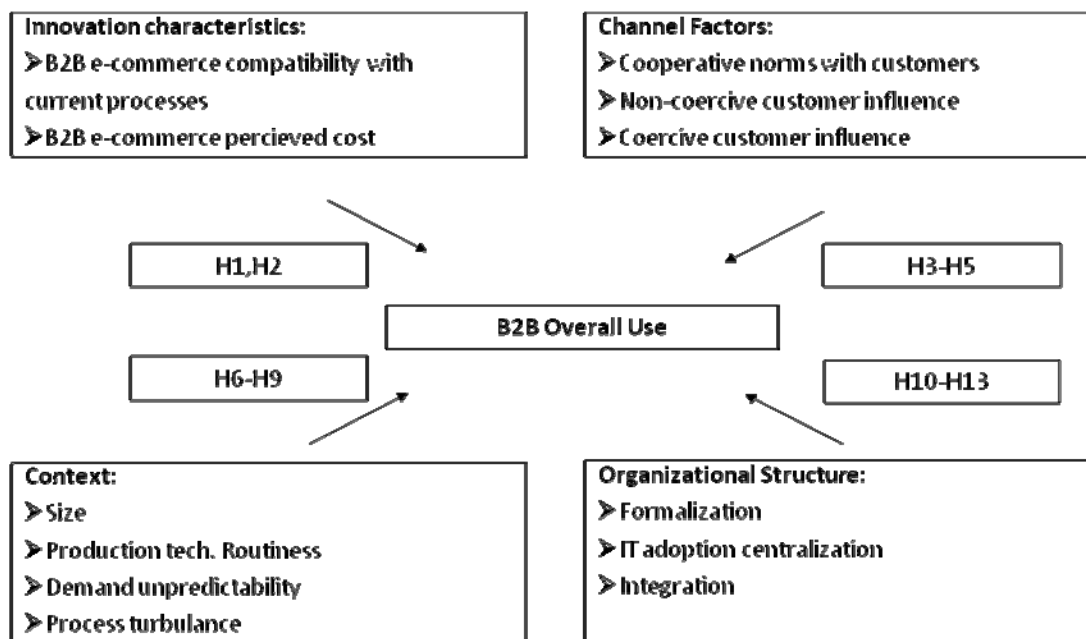 Innovation characteristics:
➤B2B e-commerce compatibility with
current processes
➤B2B e-commerce percieved cost
Channel Factors:
➤Cooperative norms with customers
➤Non-coercive customer influence
➤Coercive customer influence
H1,H2
H3-H5
B2B Overall Use
H6-H9
H10-H13
Context:
➤Size
➤Production tech. Routiness
➤Demand unpredictability
➤Process turbulance
Organizational Structure:
➤Formalization
➤IT adoption centralization
➤Integration